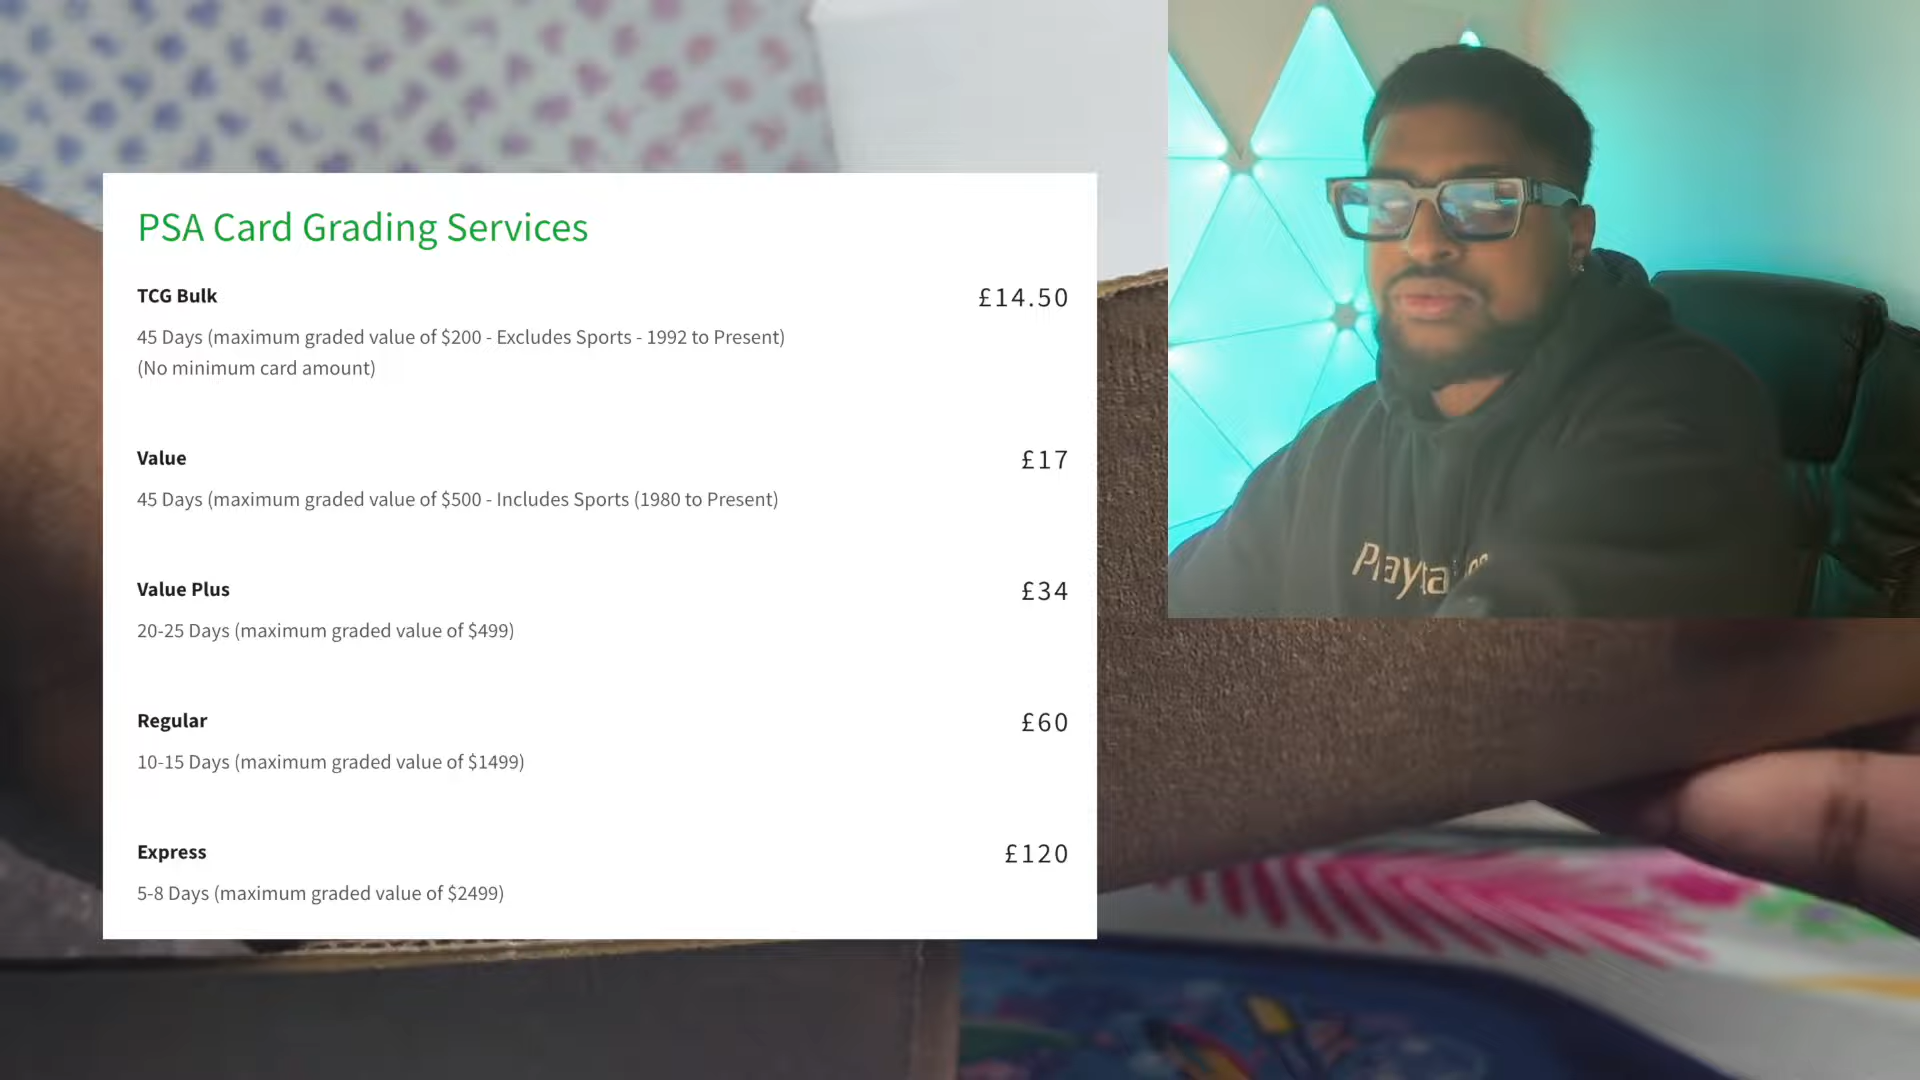 PSA Card Grading Services
TCG Bulk
£14.50
45 Days (maximum graded value of $200 - Excludes Sports - 1992 to Present)
(No minimum card amount)
Value
£17
45 Days (maximum graded value of $500 - Includes Sports (1980 to Present)
Value Plus
£34
20-25 Days (maximum graded value of $499)
Regular
£60
10-15 Days (maximum graded value of $1499)
Express
£120
5-8 Days (maximum graded value of $2499)